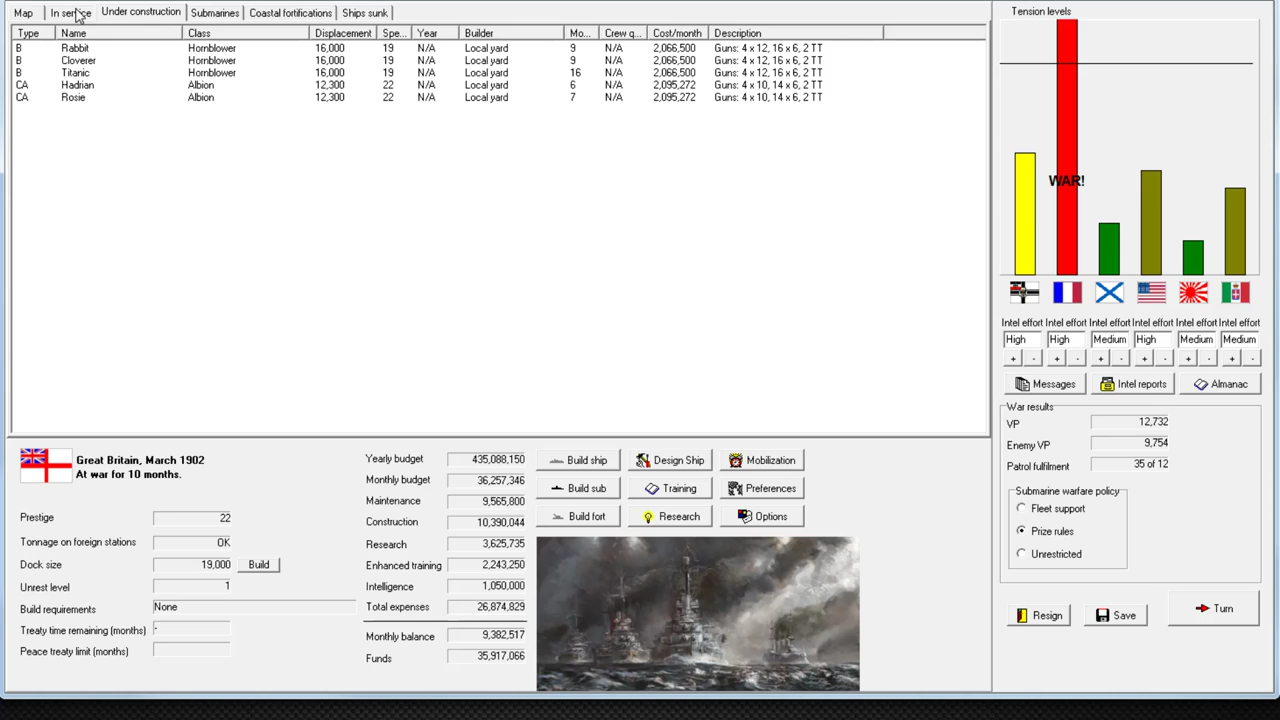 Map
In service
Under construction
Submarines
Coastal fortifications
Ships sunk
Type Name Class Displacement Spe... Year Builder Mo... Crew q... Cost/month Description
B Rabbit Hornblower 16,000 19 N/A Local yard 9 N/A 2,066,500 Guns: 4 x 12, 16 x 6, 2 TT
B Cloverer Hornblower 16,000 19 N/A Local yard 9 N/A 2,066,500 Guns: 4 x 12, 16 x 6, 2 TT
B Titanic Hornblower 16,000 19 N/A Local yard 16 N/A 2,066,500 Guns: 4 x 12, 16 x 6, 2 TT
CA Hadrian Albion 12,300 22 N/A Local yard 6 N/A 2,095,272 Guns: 4 x 10, 14 x 6, 2 TT
CA Rosie Albion 12,300 22 N/A Local yard 7 N/A 2,095,272 Guns: 4 x 10, 14 x 6, 2 TT
Great Britain, March 1902
At war for 10 months.
Prestige 22
Tonnage on foreign stations OK
Dock size 19,000 Build
Unrest level 1
Build requirements None
Treaty time remaining (months) -
Peace treaty limit (months)
Yearly budget 435,088,150
Monthly budget 36,257,346
Maintenance 9,565,800
Construction 10,390,044
Research 3,625,735
Enhanced training 2,243,250
Intelligence 1,050,000
Total expenses 26,874,829
Monthly balance 9,382,517
Funds 35,917,066
Build ship Design Ship Mobilization
Build sub Training Preferences
Build fort Research Options
Tension levels
WAR!
Intel effort Intel effort Intel effort Intel effort Intel effort Intel effort
High High Medium High Medium Medium
+ - + - + - + - + - + -
Messages Intel reports Almanac
War results
VP 12,732
Enemy VP 9,754
Patrol fulfilment 35 of 12
Submarine warfare policy
Fleet support
Prize rules
Unrestricted
Resign Save Turn